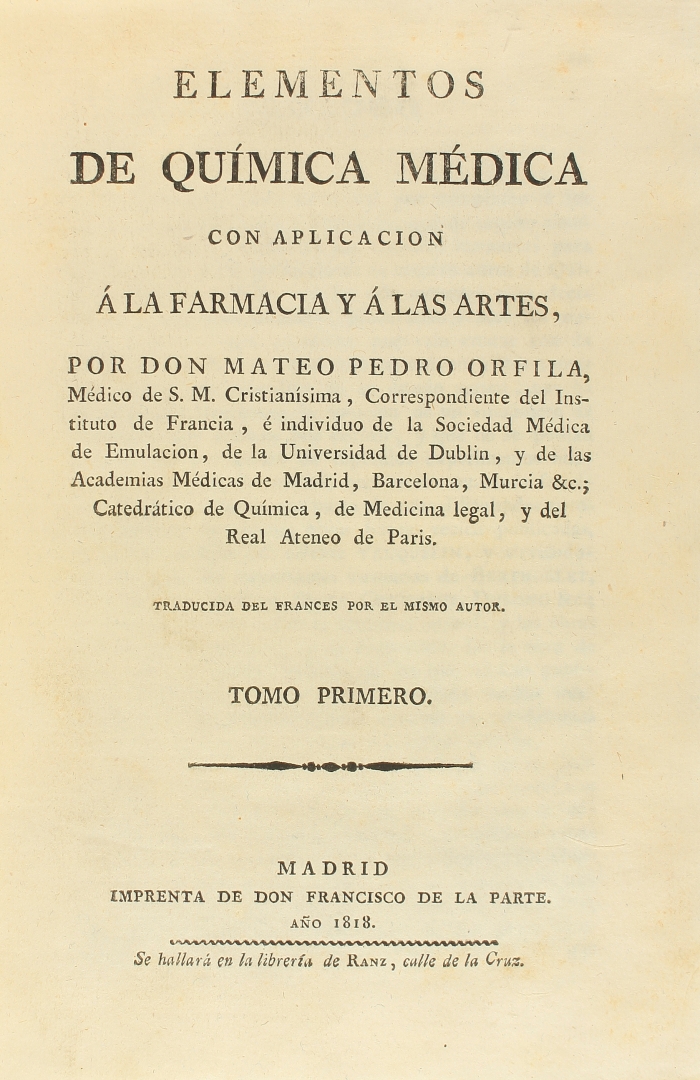 ELEMENTOS
DE QUÍMICA MÉDICA
CON APLICACION
Á LA FARMACIA Y Á LAS ARTES,
POR DON MATEO PEDRO ORFILA,
Médico de S. M. Cristianísima, Correspondiente del Ins-
tituto de Francia, é individuo de la Sociedad Médica
de Emulacion, de la Universidad de Dublin, y de las
Academias Médicas de Madrid, Barcelona, Murcia &c.;
Catedrático de Química, de Medicina legal, y del
Real Ateneo de Paris.
TRADUCIDA DEL FRANCES POR EL MISMO AUTOR.
TOMO PRIMERO.
MADRID
IMPRENTA DE DON FRANCISCO DE LA PARTE.
AÑO 1818.
Se hallará en la librería de RANZ, calle de la Cruz.